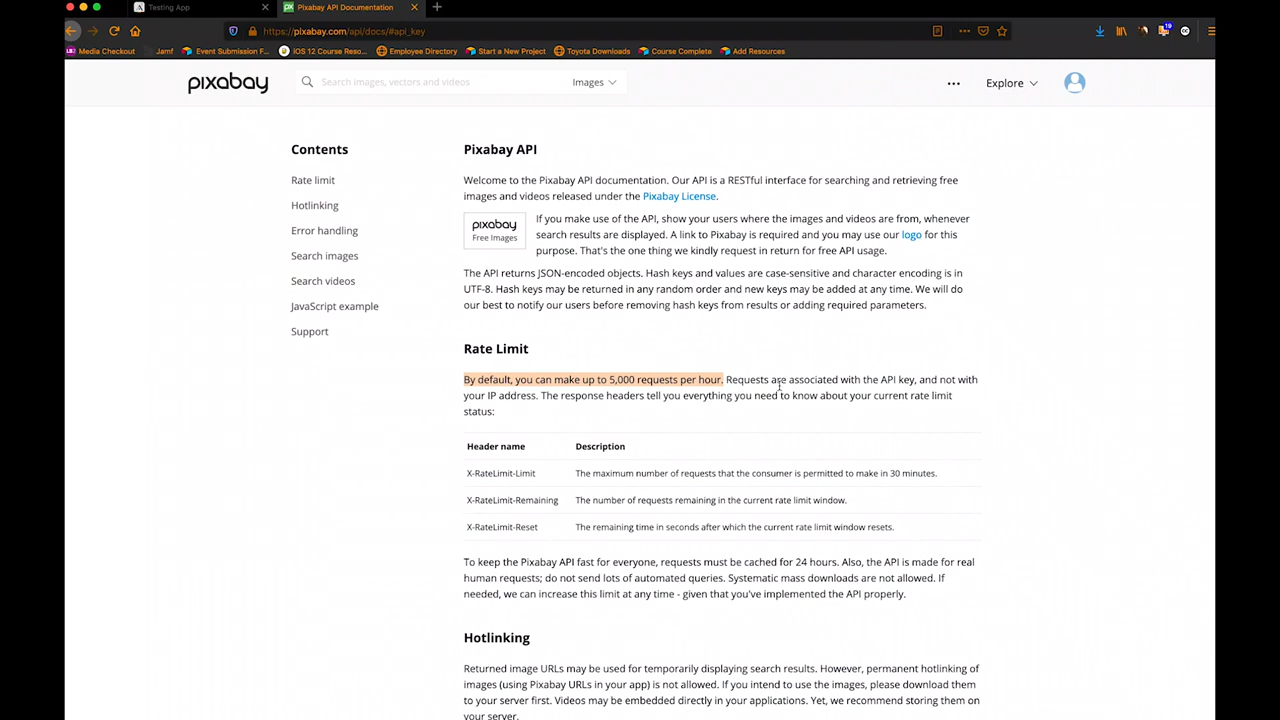 Testing App
Pixabay API Documentation
https://pixabay.com/api/docs/#api_key
Media Checkout
Jamf
Event Submission F...
iOS 12 Course Reso...
Employee Directory
Start a New Project
Toyota Downloads
Course Complete
Add Resources
19
pixabay
Search images, vectors and videos
Images
Explore
Contents
Rate limit
Hotlinking
Error handling
Search images
Search videos
JavaScript example
Support
Pixabay API
Welcome to the Pixabay API documentation. Our API is a RESTful interface for searching and retrieving free
images and videos released under the Pixabay License.
pixabay
Free Images
If you make use of the API, show your users where the images and videos are from, whenever
search results are displayed. A link to Pixabay is required and you may use our logo for this
purpose. That's the one thing we kindly request in return for free API usage.
The API returns JSON-encoded objects. Hash keys and values are case-sensitive and character encoding is in
UTF-8. Hash keys may be returned in any random order and new keys may be added at any time. We will do
our best to notify our users before removing hash keys from results or adding required parameters.
Rate Limit
By default, you can make up to 5,000 requests per hour. Requests are associated with the API key, and not with
your IP address. The response headers tell you everything you need to know about your current rate limit
status:
Header name Description
X-RateLimit-Limit The maximum number of requests that the consumer is permitted to make in 30 minutes.
X-RateLimit-Remaining The number of requests remaining in the current rate limit window.
X-RateLimit-Reset The remaining time in seconds after which the current rate limit window resets.
To keep the Pixabay API fast for everyone, requests must be cached for 24 hours. Also, the API is made for real
human requests; do not send lots of automated queries. Systematic mass downloads are not allowed. If
needed, we can increase this limit at any time - given that you've implemented the API properly.
Hotlinking
Returned image URLs may be used for temporarily displaying search results. However, permanent hotlinking of
images (using Pixabay URLs in your app) is not allowed. If you intend to use the images, please download them
to your server first. Videos may be embedded directly in your applications. Yet, we recommend storing them on
your server.